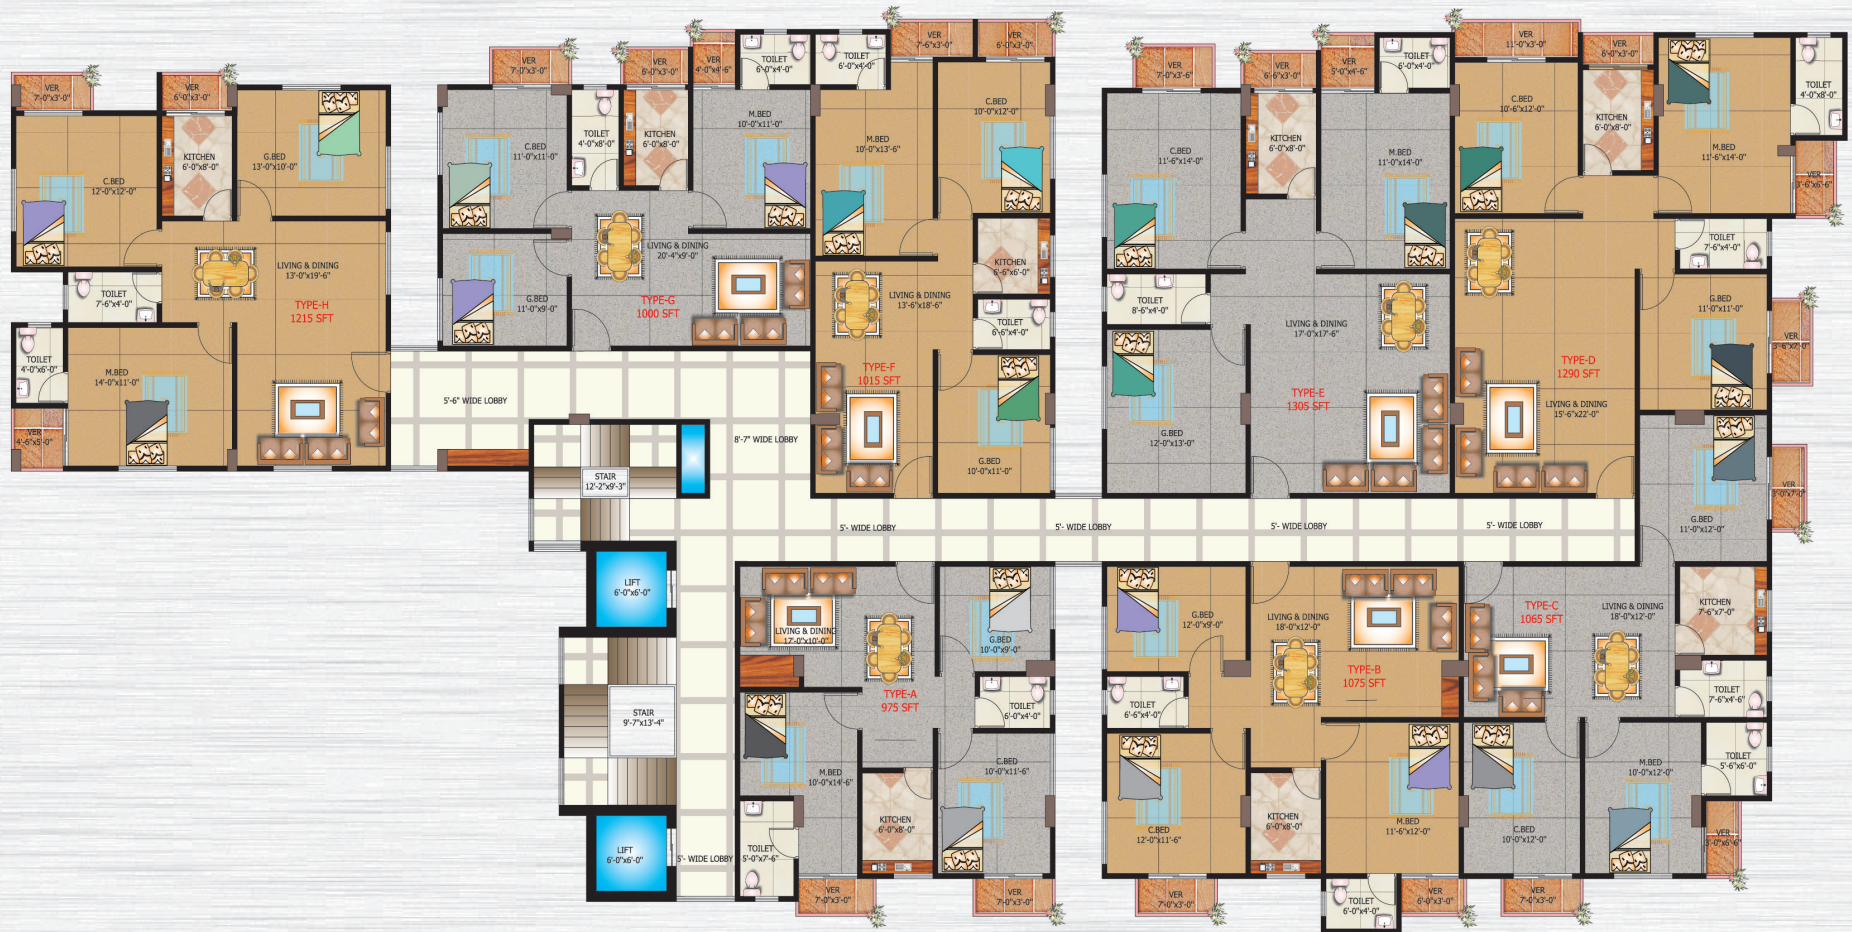 VER
7'-0"x3'-0"
VER
6'-0"x3'-0"
C.BED
12'-0"x12'-0"
KITCHEN
6'-0"x8'-0"
G.BED
13'-0"x10'-0"
LIVING & DINING
13'-0"x19'-6"
TYPE-H
1215 SFT
TOILET
7'-6"x4'-0"
TOILET
4'-0"x6'-0"
M.BED
14'-0"x11'-0"
VER
4'-6"x5'-0"
VER
7'-0"x3'-0"
VER
6'-0"x3'-0"
VER
4'-0"x4'-6"
TOILET
6'-0"x4'-0"
C.BED
11'-0"x11'-0"
TOILET
4'-0"x8'-0"
KITCHEN
6'-0"x8'-0"
M.BED
10'-0"x11'-0"
LIVING & DINING
20'-4"x9'-0"
G.BED
11'-0"x9'-0"
TYPE-G
1000 SFT
TOILET
6'-0"x4'-0"
VER
7'-6"x3'-0"
VER
6'-0"x3'-0"
M.BED
10'-0"x13'-6"
C.BED
10'-0"x12'-0"
KITCHEN
6'-6"x6'-0"
LIVING & DINING
13'-6"x18'-6"
TOILET
6'-6"x4'-0"
TYPE-F
1015 SFT
G.BED
10'-0"x11'-0"
VER
7'-0"x3'-6"
VER
6'-6"x3'-0"
VER
5'-0"x4'-6"
TOILET
6'-0"x4'-0"
C.BED
11'-6"x14'-0"
KITCHEN
6'-0"x8'-0"
M.BED
11'-0"x14'-0"
TOILET
8'-6"x4'-0"
LIVING & DINING
17'-0"x17'-6"
TYPE-E
1305 SFT
G.BED
12'-0"x13'-0"
VER
11'-0"x3'-0"
VER
6'-0"x3'-0"
C.BED
10'-6"x12'-0"
KITCHEN
6'-0"x8'-0"
M.BED
11'-6"x14'-0"
TOILET
4'-0"x8'-0"
VER
3'-6"x6'-6"
TOILET
7'-6"x4'-0"
G.BED
11'-0"x11'-0"
VER
3'-6"x7'-0"
TYPE-D
1290 SFT
LIVING & DINING
15'-6"x22'-0"
5'-6" WIDE LOBBY
8'-7" WIDE LOBBY
STAIR
12'-2"x9'-3"
5'- WIDE LOBBY
5'- WIDE LOBBY
5'- WIDE LOBBY
5'- WIDE LOBBY
LIFT
6'-0"x6'-0"
STAIR
9'-7"x13'-4"
LIFT
6'-0"x6'-0"
5'- WIDE LOBBY
LIVING & DINING
17'-0"x10'-0"
G.BED
10'-0"x9'-0"
TYPE-A
975 SFT
TOILET
6'-0"x4'-0"
M.BED
10'-0"x14'-6"
C.BED
10'-0"x11'-6"
KITCHEN
6'-0"x8'-0"
TOILET
5'-0"x7'-6"
VER
7'-0"x3'-0"
VER
7'-0"x3'-0"
G.BED
12'-0"x9'-0"
LIVING & DINING
18'-0"x12'-0"
TYPE-B
1075 SFT
TOILET
6'-6"x4'-0"
C.BED
12'-0"x11'-6"
KITCHEN
6'-0"x8'-0"
M.BED
11'-6"x12'-0"
VER
7'-0"x3'-0"
TOILET
6'-0"x4'-0"
VER
6'-0"x3'-0"
G.BED
11'-0"x12'-0"
VER
3'-0"x7'-0"
TYPE-C
1065 SFT
LIVING & DINING
18'-0"x12'-0"
KITCHEN
7'-6"x7'-0"
TOILET
7'-6"x4'-6"
TOILET
5'-6"x6'-0"
C.BED
10'-0"x12'-0"
M.BED
10'-0"x12'-0"
VER
3'-0"x6'-6"
VER
7'-0"x3'-0"